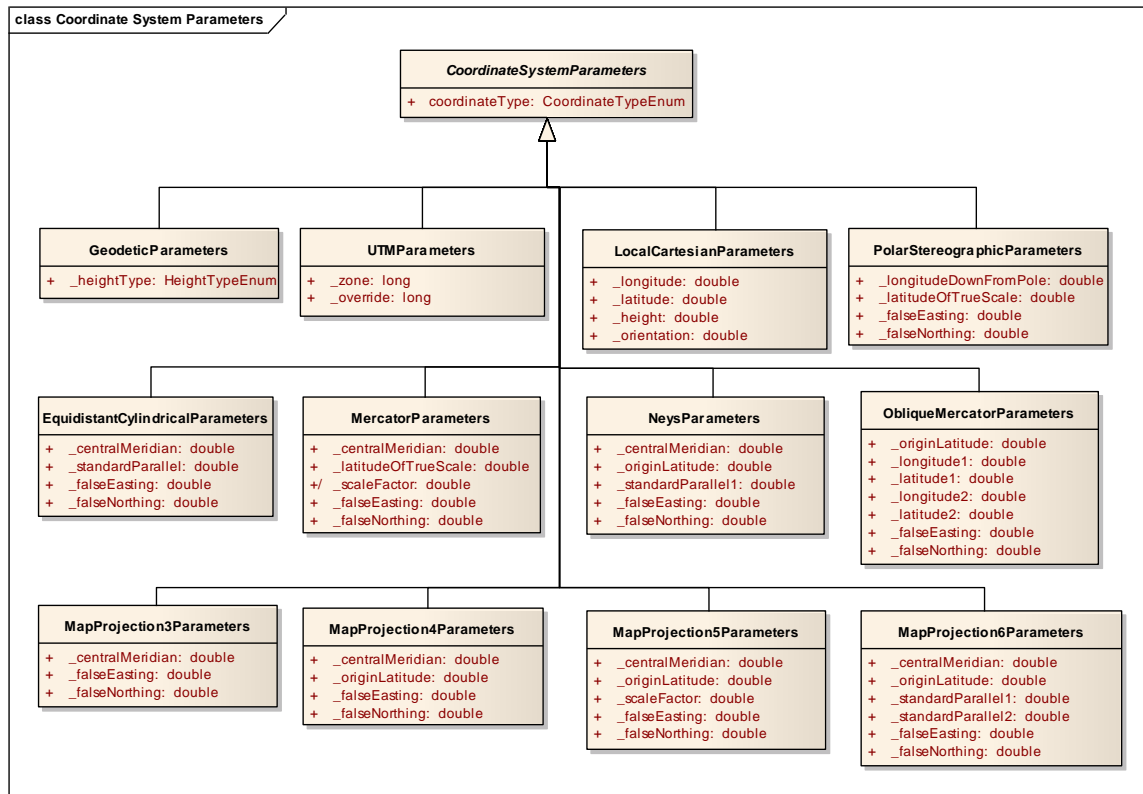 class Coordinate System Parameters
CoordinateSystemParameters
+ coordinateType: CoordinateTypeEnum
GeodeticParameters
+ _heightType: HeightTypeEnum
UTMParameters
+ _zone: long
+ _override: long
LocalCartesianParameters
+ _longitude: double
+ _latitude: double
+ _height: double
+ _orientation: double
PolarStereographicParameters
+ _longitudeDownFromPole: double
+ _latitudeOfTrueScale: double
+ _falseEasting: double
+ _falseNorthing: double
EquidistantCylindricalParameters
+ _centralMeridian: double
+ _standardParallel: double
+ _falseEasting: double
+ _falseNorthing: double
MercatorParameters
+ _centralMeridian: double
+ _latitudeOfTrueScale: double
+/ _scaleFactor: double
+ _falseEasting: double
+ _falseNorthing: double
NeysParameters
+ _centralMeridian: double
+ _originLatitude: double
+ _standardParallel1: double
+ _falseEasting: double
+ _falseNorthing: double
ObliqueMercatorParameters
+ _originLatitude: double
+ _longitude1: double
+ _latitude1: double
+ _longitude2: double
+ _latitude2: double
+ _falseEasting: double
+ _falseNorthing: double
MapProjection3Parameters
+ _centralMeridian: double
+ _falseEasting: double
+ _falseNorthing: double
MapProjection4Parameters
+ _centralMeridian: double
+ _originLatitude: double
+ _falseEasting: double
+ _falseNorthing: double
MapProjection5Parameters
+ _centralMeridian: double
+ _originLatitude: double
+ _scaleFactor: double
+ _falseEasting: double
+ _falseNorthing: double
MapProjection6Parameters
+ _centralMeridian: double
+ _originLatitude: double
+ _standardParallel1: double
+ _standardParallel2: double
+ _falseEasting: double
+ _falseNorthing: double